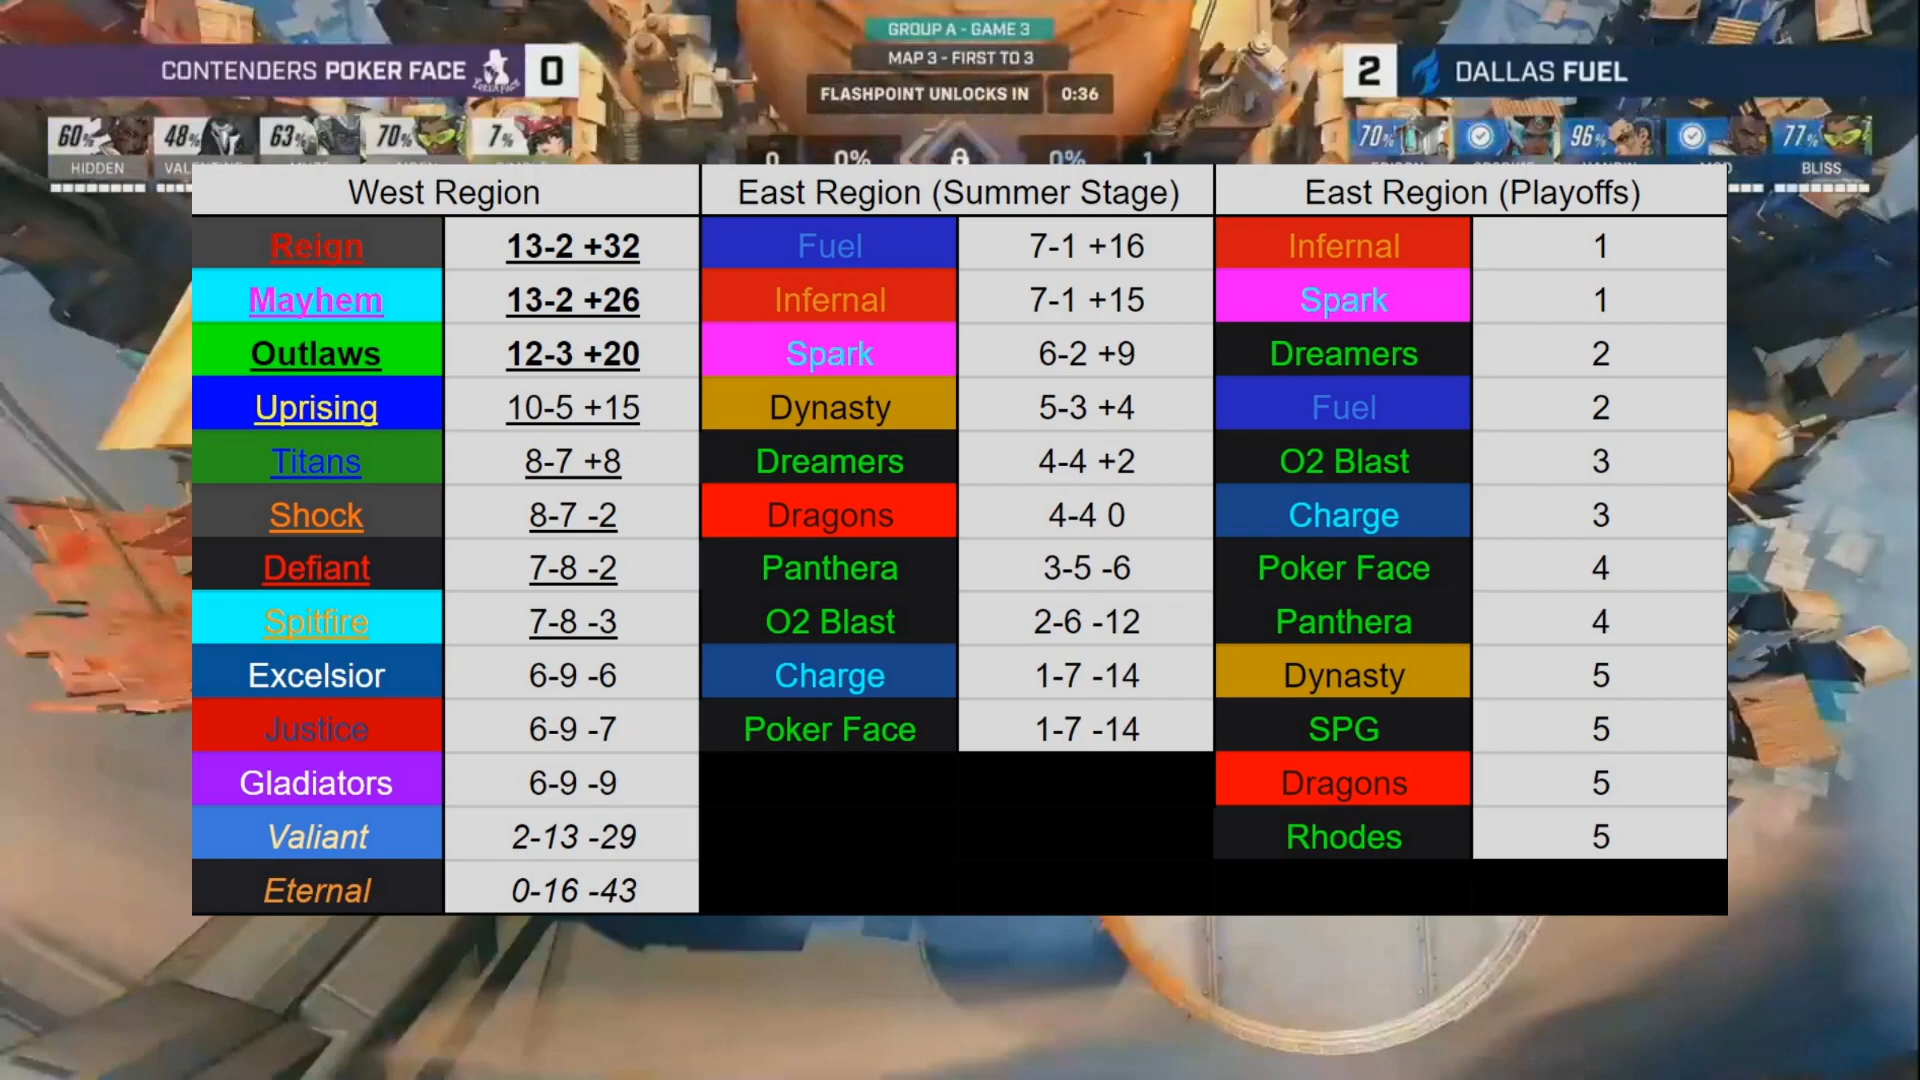 GROUP A - GAME 3
CONTENDERS POKER FACE 0
MAP 3 - FIRST TO 3
2 DALLAS FUEL
FLASHPOINT UNLOCKS IN 0:36
60% 48% 63% 70% 7%
0 0% 0% 1
70% 96% 77%
HIDDEN
BLISS
West Region East Region (Summer Stage) East Region (Playoffs)
Reign 13-2 +32 Fuel 7-1 +16 Infernal 1
Mayhem 13-2 +26 Infernal 7-1 +15 Spark 1
Outlaws 12-3 +20 Spark 6-2 +9 Dreamers 2
Uprising 10-5 +15 Dynasty 5-3 +4 Fuel 2
Titans 8-7 +8 Dreamers 4-4 +2 O2 Blast 3
Shock 8-7 -2 Dragons 4-4 0 Charge 3
Defiant 7-8 -2 Panthera 3-5 -6 Poker Face 4
Spitfire 7-8 -3 O2 Blast 2-6 -12 Panthera 4
Excelsior 6-9 -6 Charge 1-7 -14 Dynasty 5
Justice 6-9 -7 Poker Face 1-7 -14 SPG 5
Gladiators 6-9 -9 Dragons 5
Valiant 2-13 -29 Rhodes 5
Eternal 0-16 -43